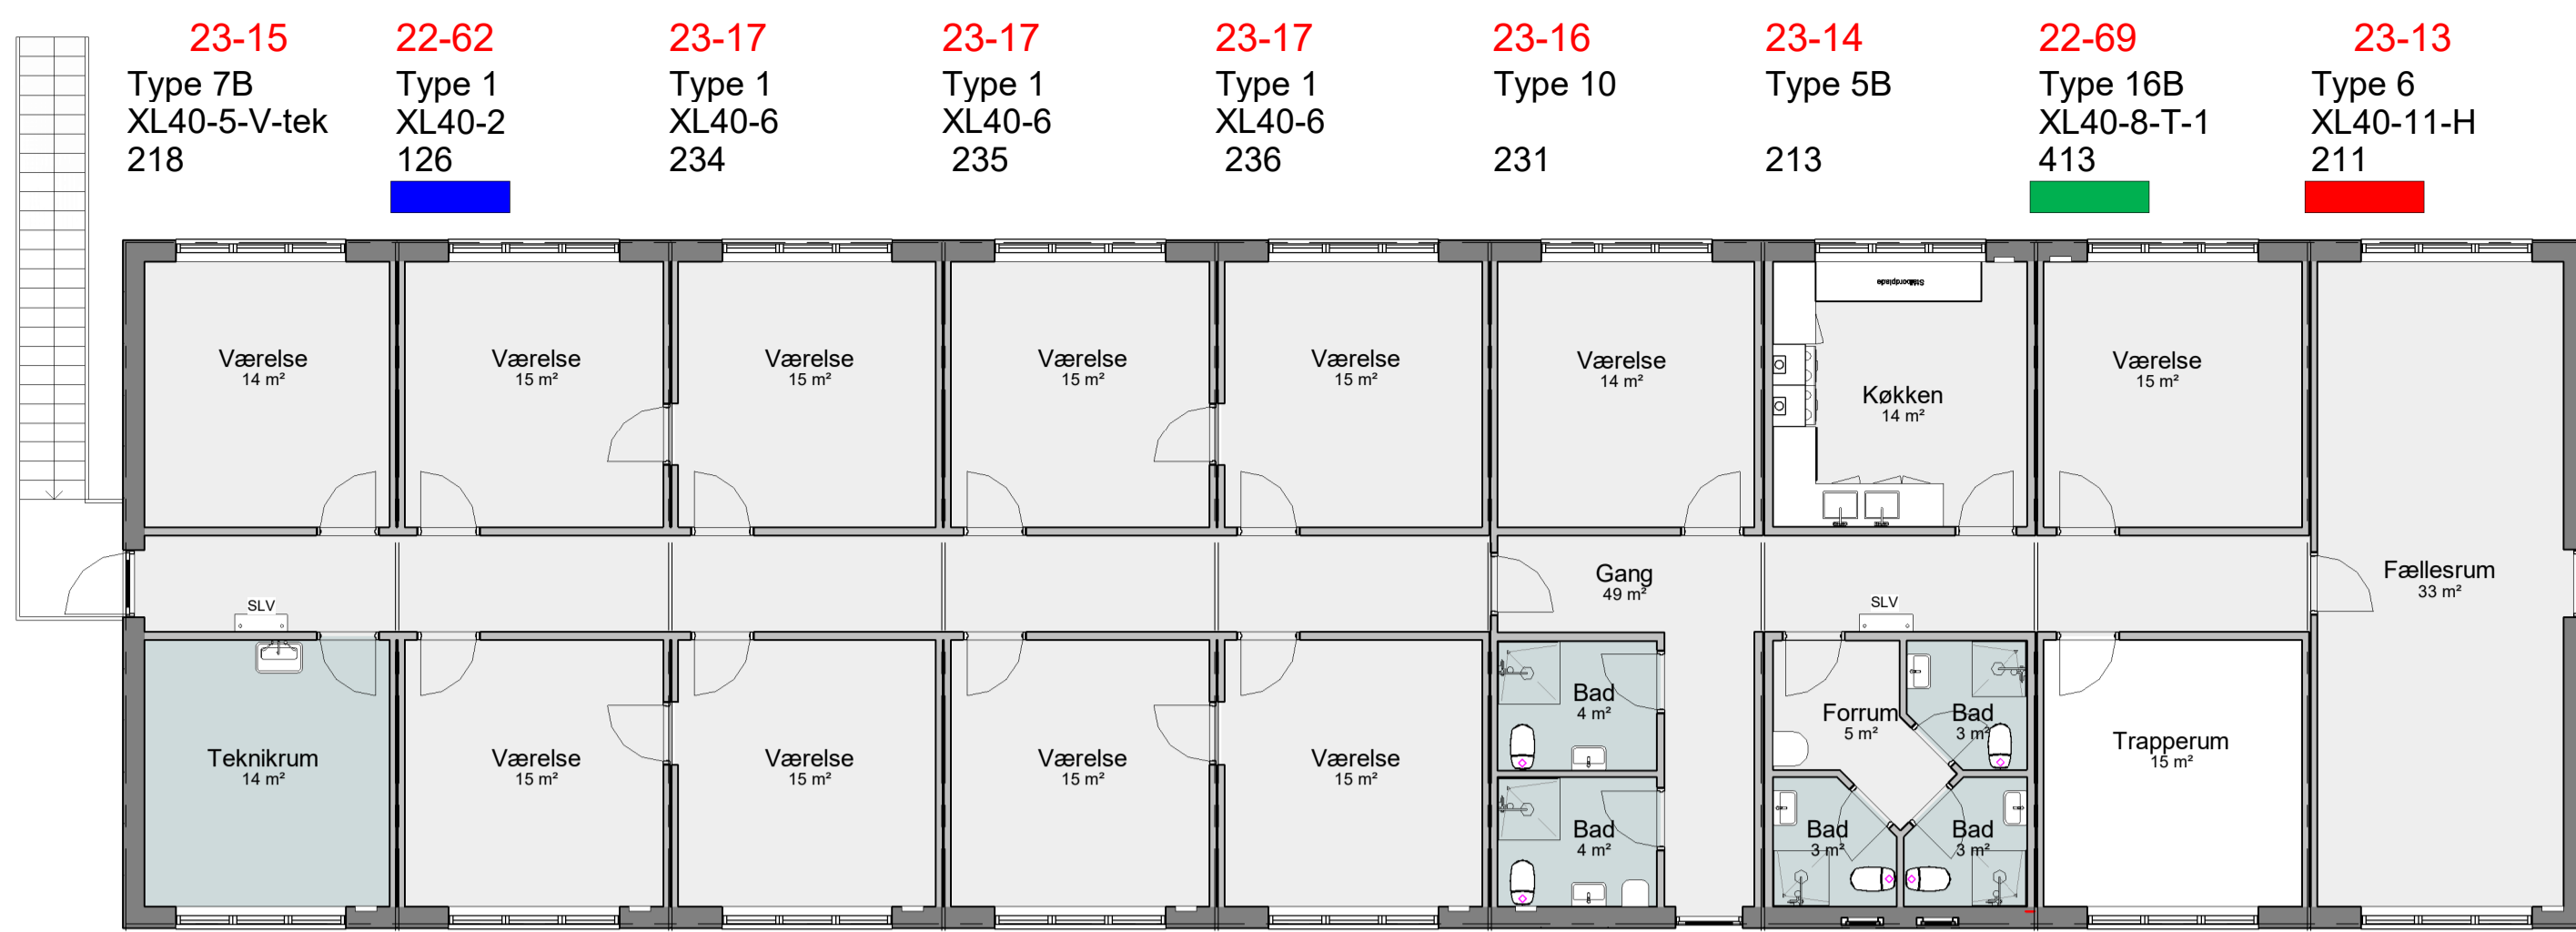 23-15
22-62
23-17
23-17
23-17
23-16
23-14
22-69
23-13
Type 7B
XL40-5-V-tek
218
Type 1
XL40-2
126
Type 1
XL40-6
234
Type 1
XL40-6
235
Type 1
XL40-6
236
Type 10
231
Type 5B
213
Type 16B
XL40-8-T-1
413
Type 6
XL40-11-H
211
Værelse
14 m²
Værelse
15 m²
Værelse
15 m²
Værelse
15 m²
Værelse
15 m²
Værelse
14 m²
Køkken
14 m²
Værelse
15 m²
Fællesrum
33 m²
SLV
Gang
49 m²
SLV
Teknikrum
14 m²
Værelse
15 m²
Værelse
15 m²
Værelse
15 m²
Værelse
15 m²
Bad
4 m²
Bad
4 m²
Forrum
5 m²
Bad
3 m²
Bad
3 m²
Bad
3 m²
Trapperum
15 m²